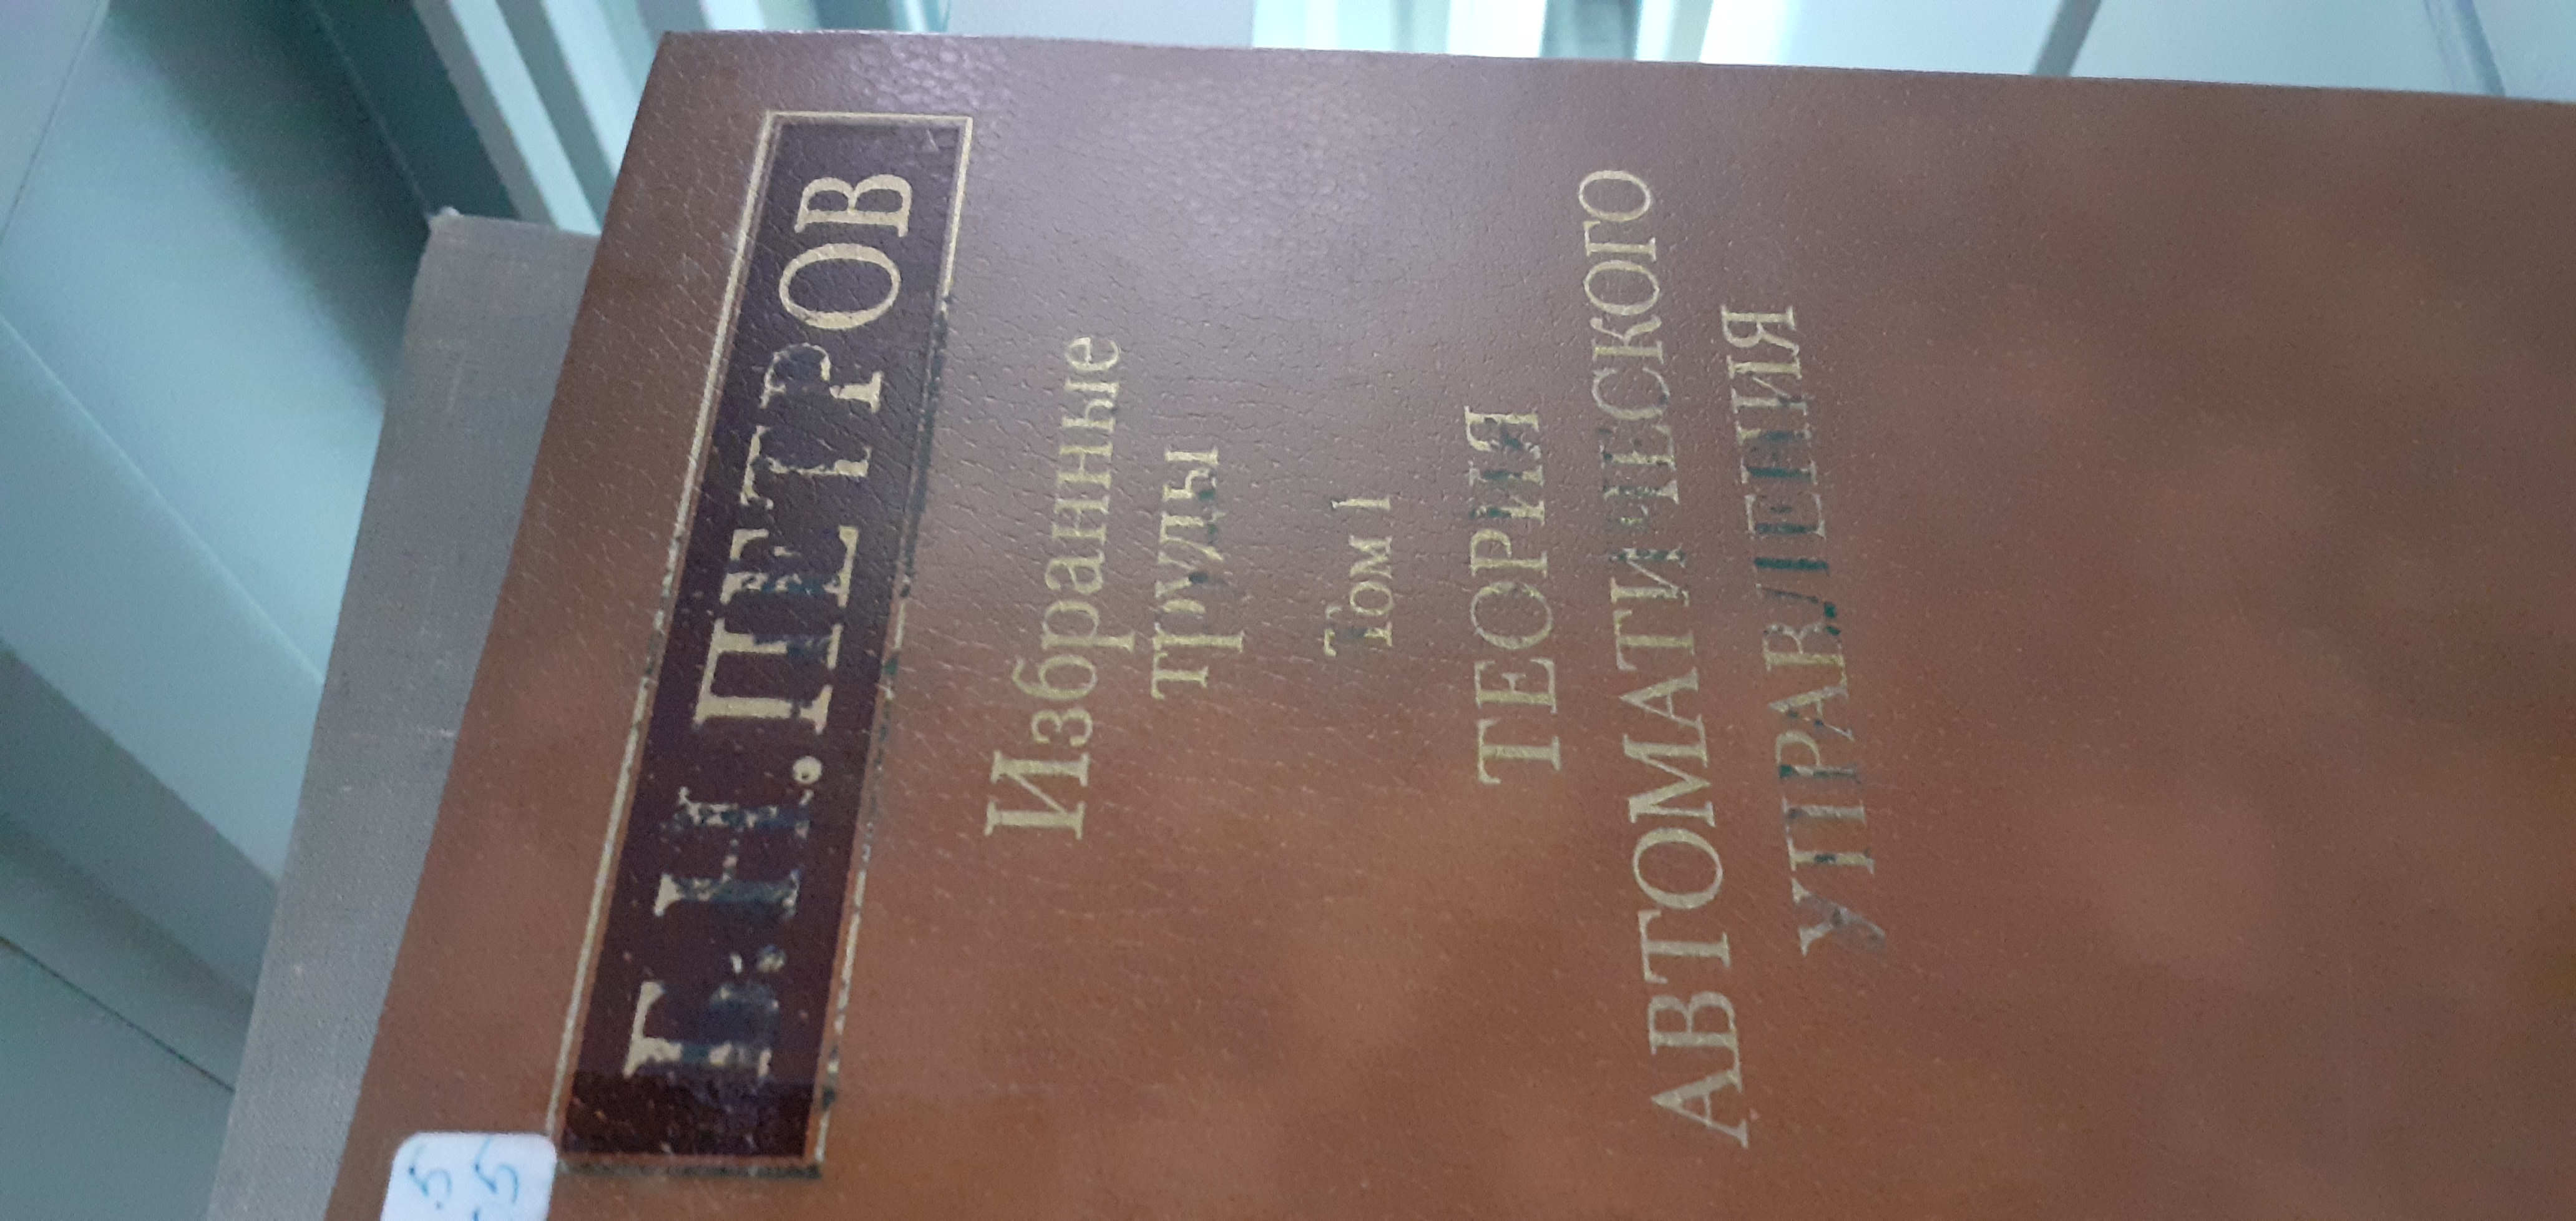 Б.Н.ПЕТРОВ
Избранные
труды
Том 1
ТЕОРИЯ
АВТОМАТИЧЕСКОГО
УПРАВЛЕНИЯ